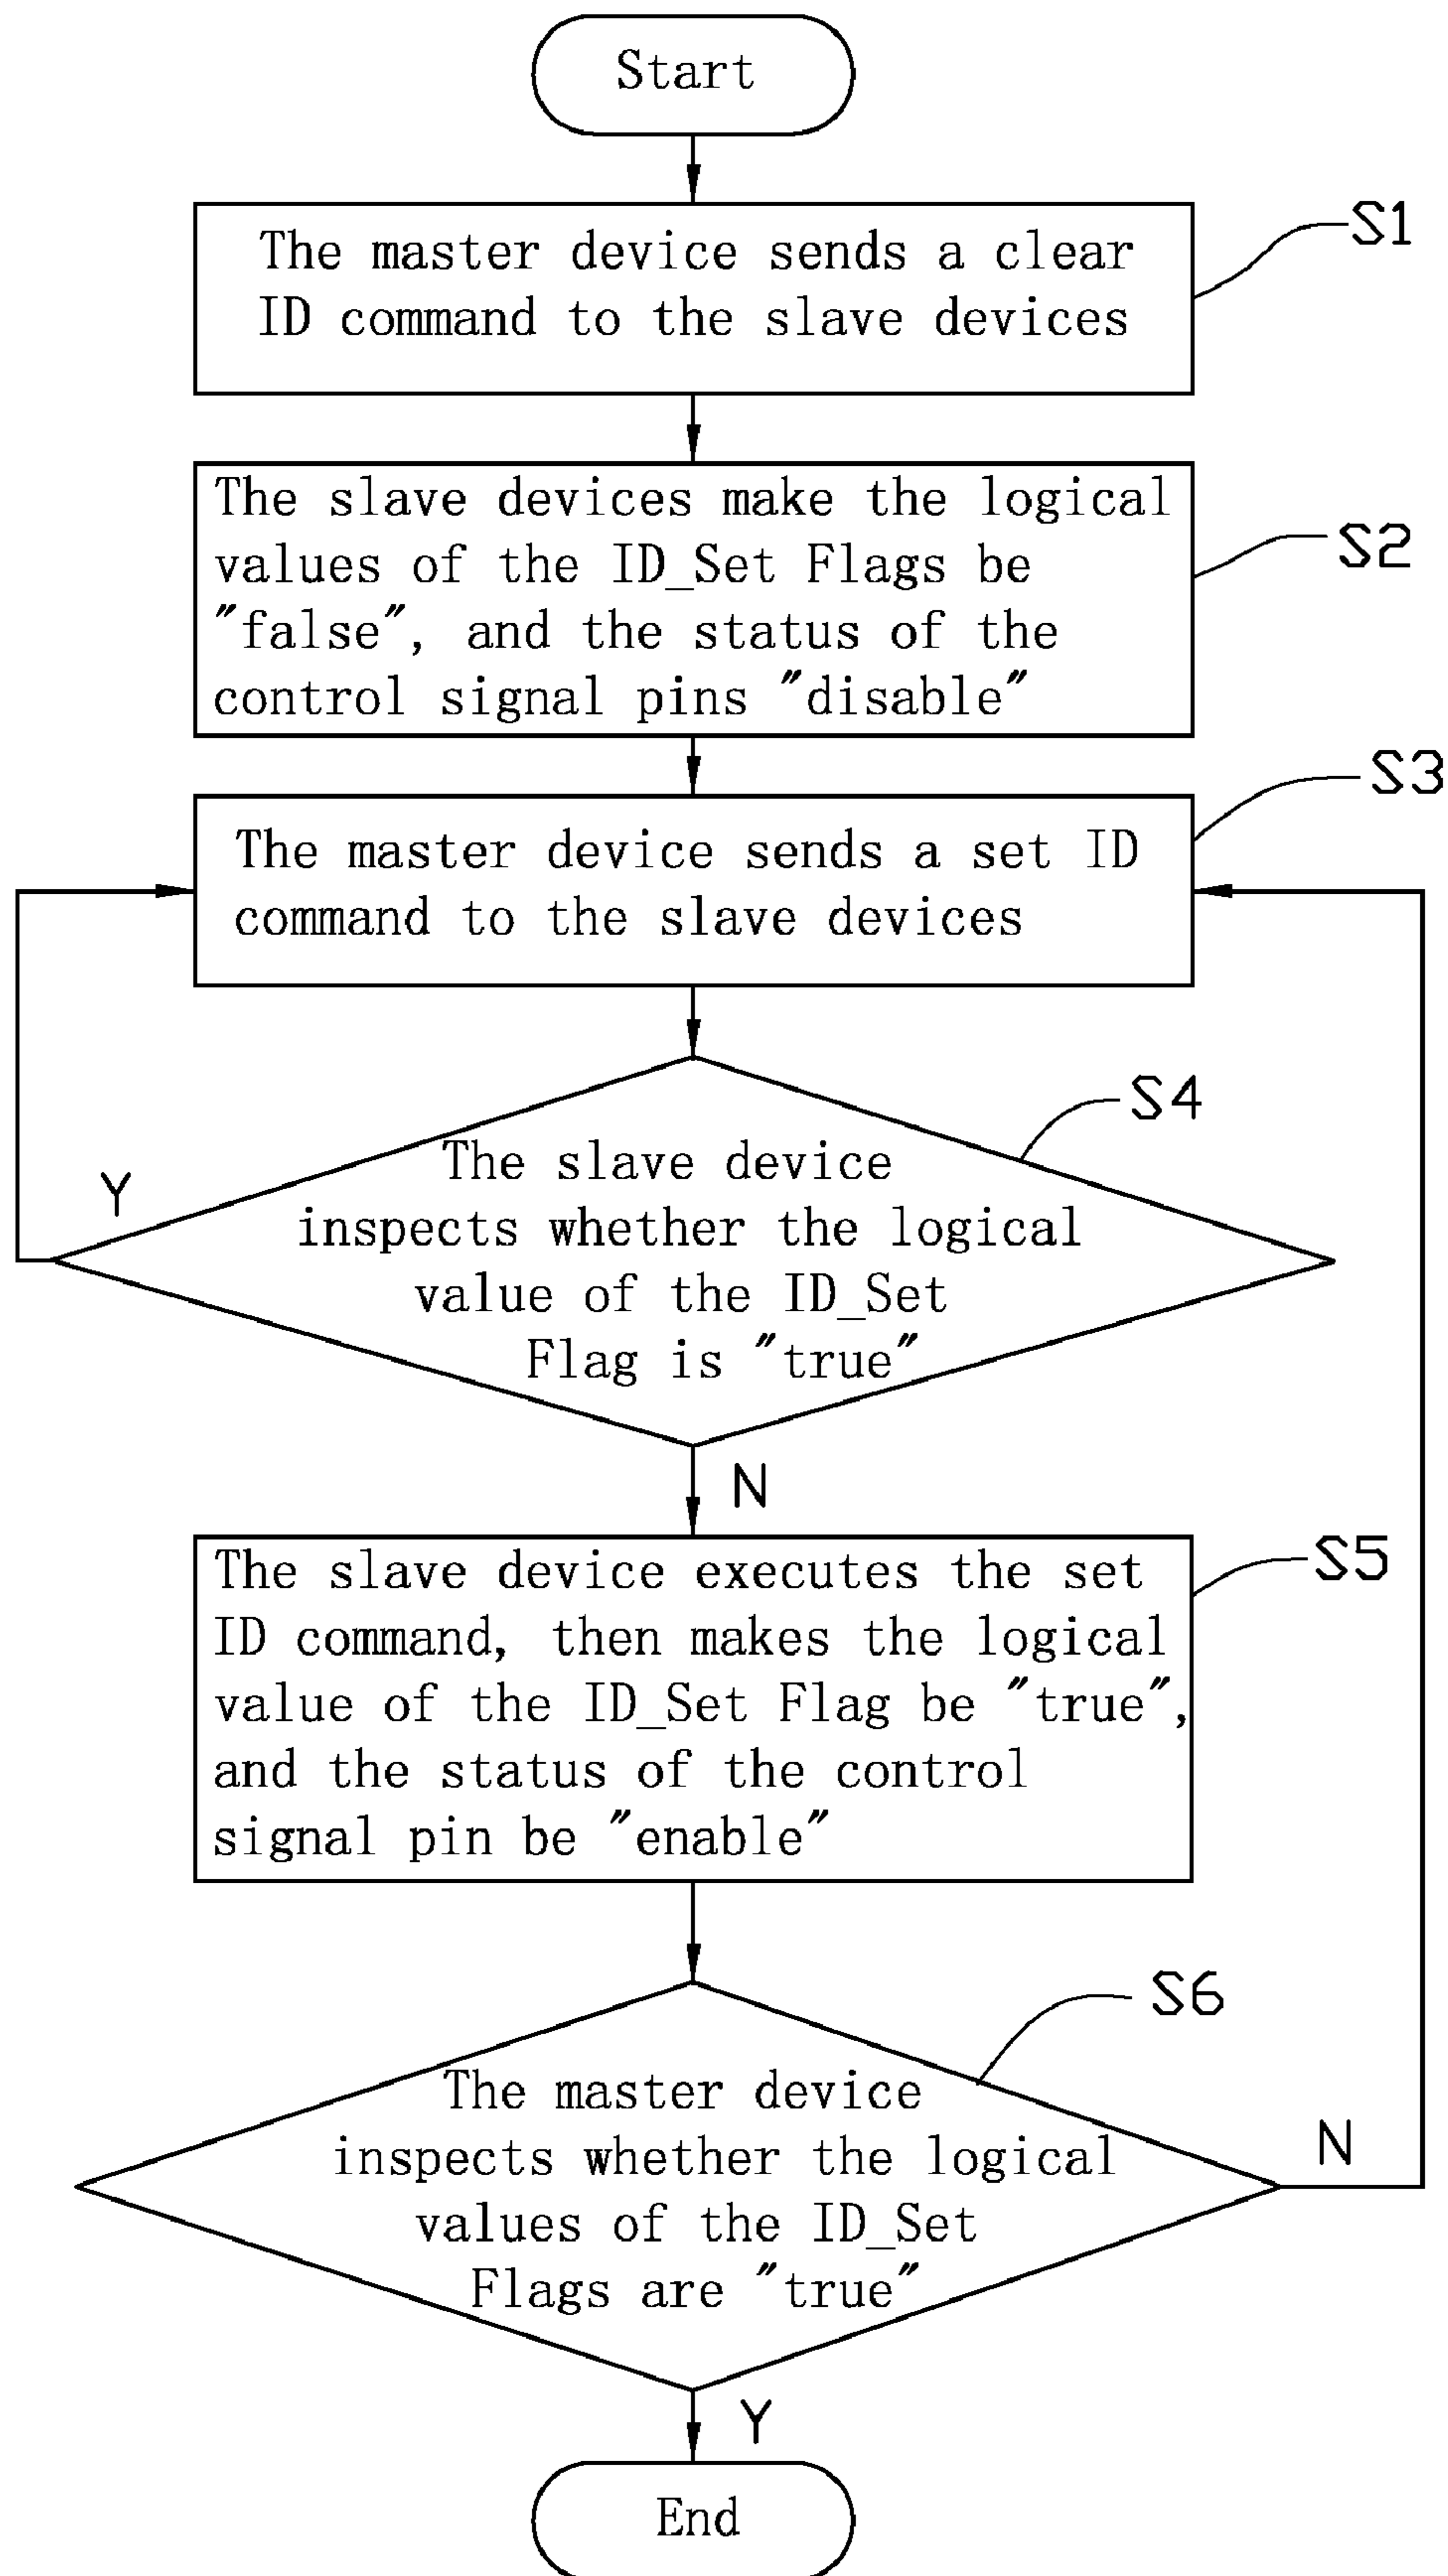 Start
The master device sends a clear
ID command to the slave devices
S1
The slave devices make the logical
values of the ID_Set Flags be
"false", and the status of the
control signal pins "disable"
S2
The master device sends a set ID
command to the slave devices
S3
The slave device
inspects whether the logical
value of the ID_Set
Flag is "true"
S4
Y
N
The slave device executes the set
ID command, then makes the logical
value of the ID_Set Flag be "true",
and the status of the control
signal pin be "enable"
S5
The master device
inspects whether the logical
values of the ID_Set
Flags are "true"
S6
N
Y
End